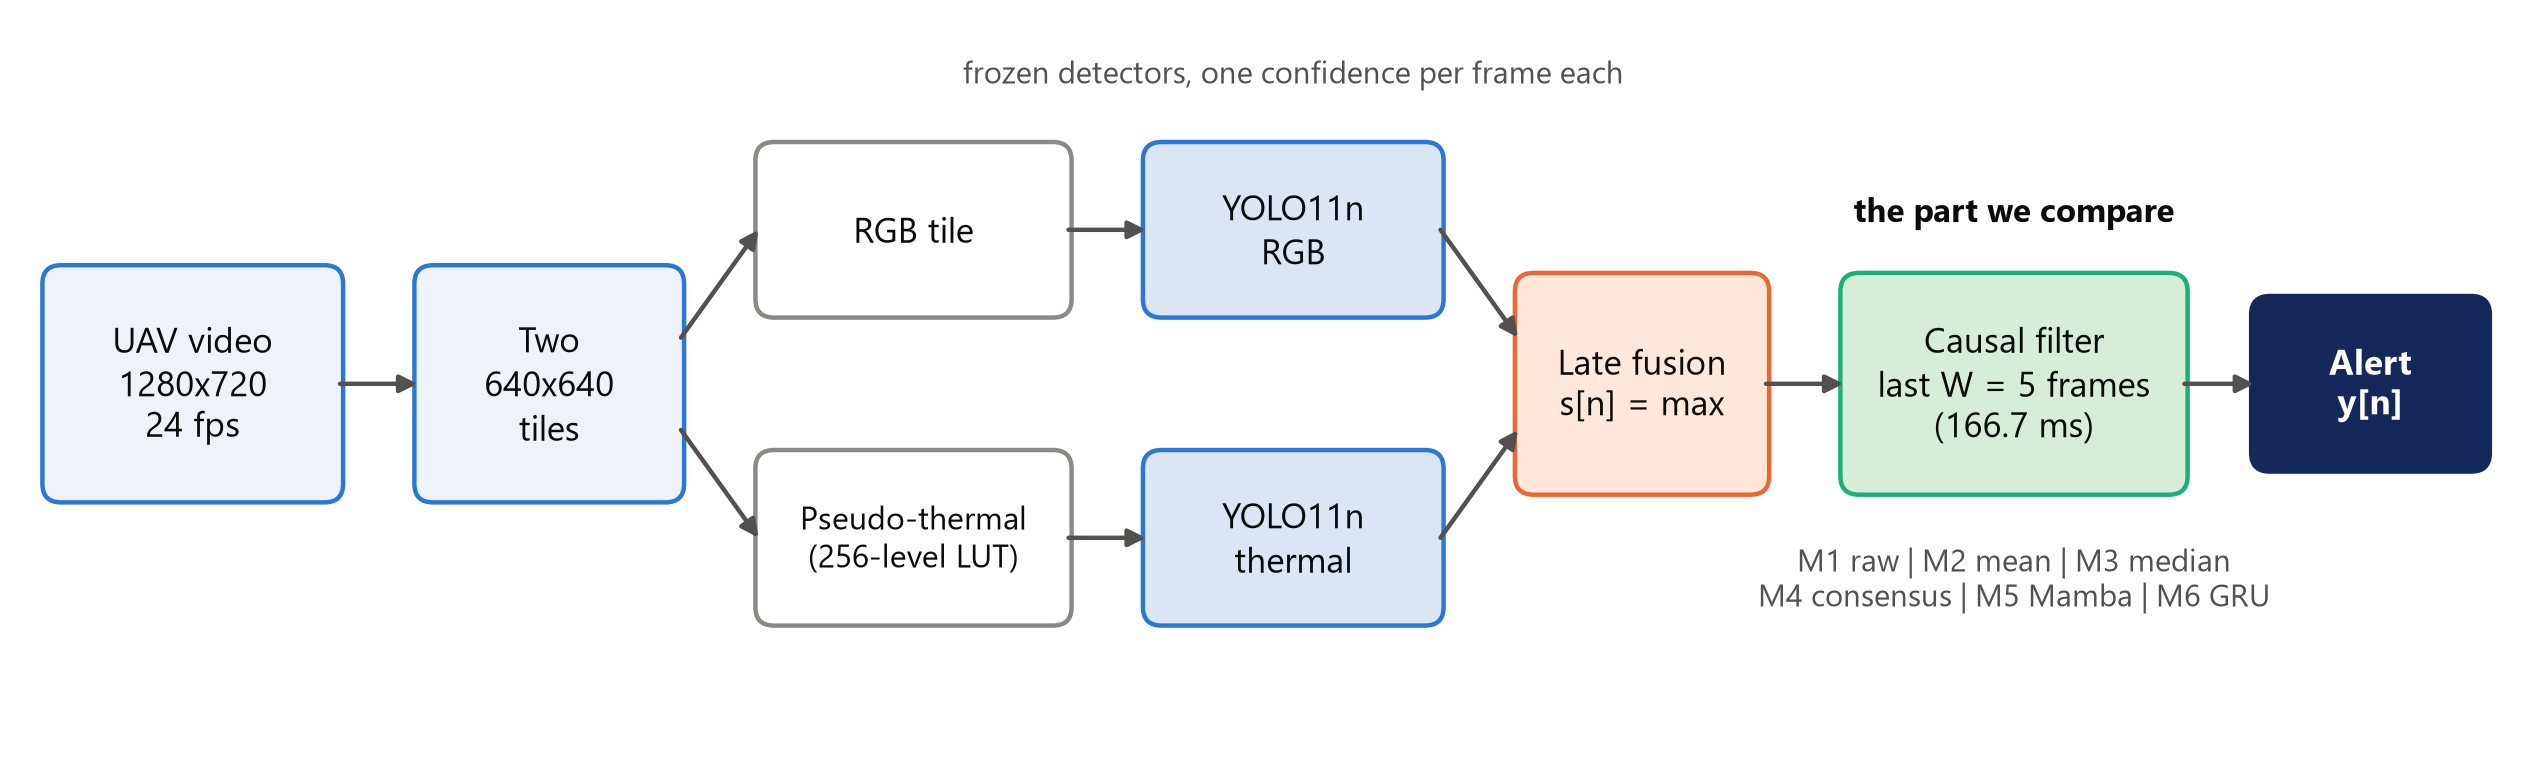 frozen detectors, one confidence per frame each
UAV video
1280x720
24 fps
Two
640x640
tiles
RGB tile
YOLO11n
RGB
Pseudo-thermal
(256-level LUT)
YOLO11n
thermal
Late fusion
s[n] = max
the part we compare
Causal filter
last W = 5 frames
(166.7 ms)
M1 raw | M2 mean | M3 median
M4 consensus | M5 Mamba | M6 GRU
Alert
y[n]